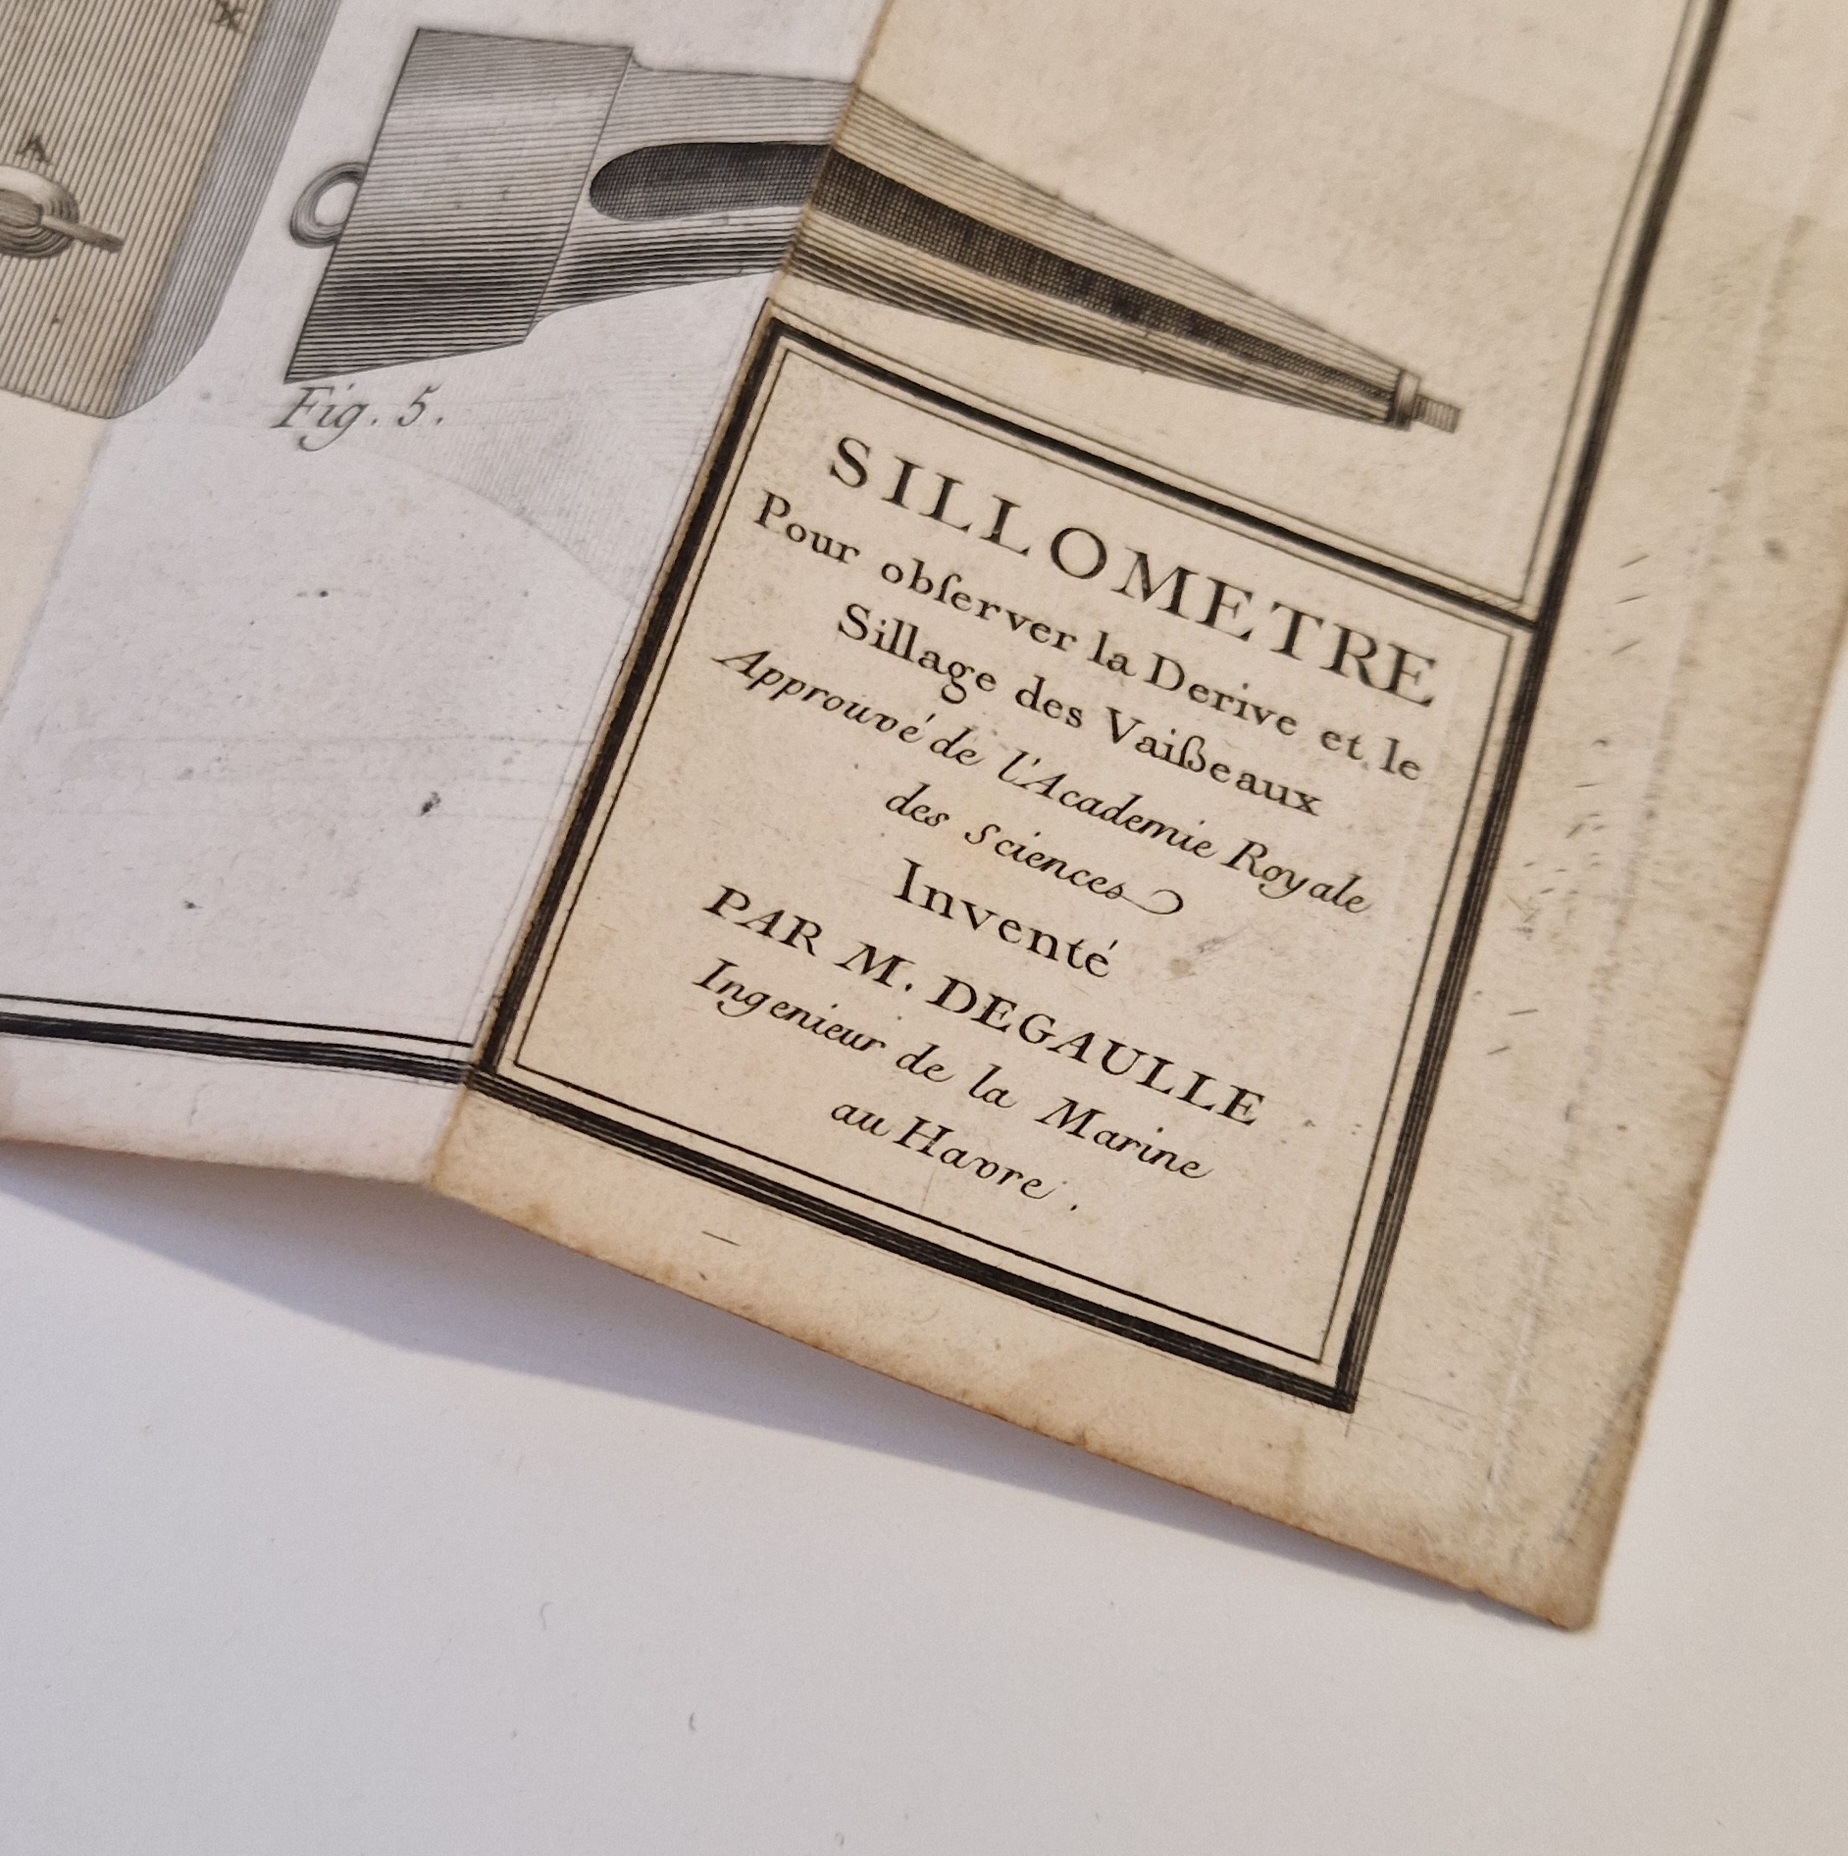 X
A
Fig. 5.
SILLOMETRE
Pour obſerver la Derive et le
Sillage des Vaißeaux
Approuvé de l'Academie Royale
des Sciences
Inventé
PAR M. DEGAULLE
Ingenieur de la Marine
au Havre.